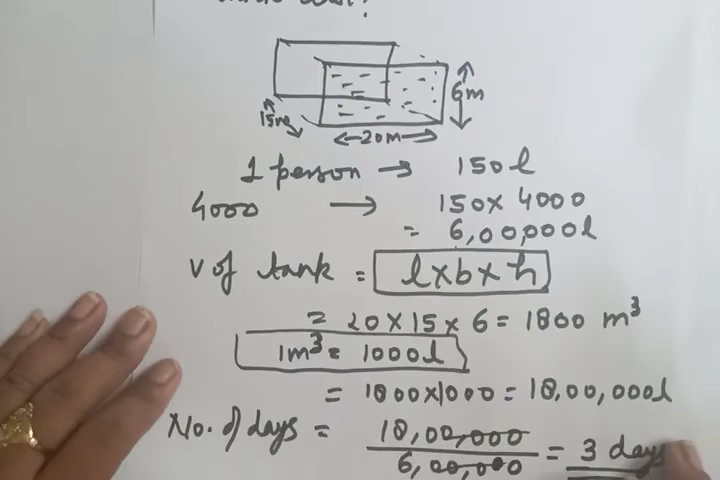 6m
15m
20m
1 person → 150 l
4000 → 150 × 4000
= 6,00,000l
V of tank = l×b×h
= 20 × 15 × 6 = 1800 m³
1m³ = 1000l
= 1800×1000 = 18,00,000l
No. of days = 18,00,000 / 6,00,000 = 3 days